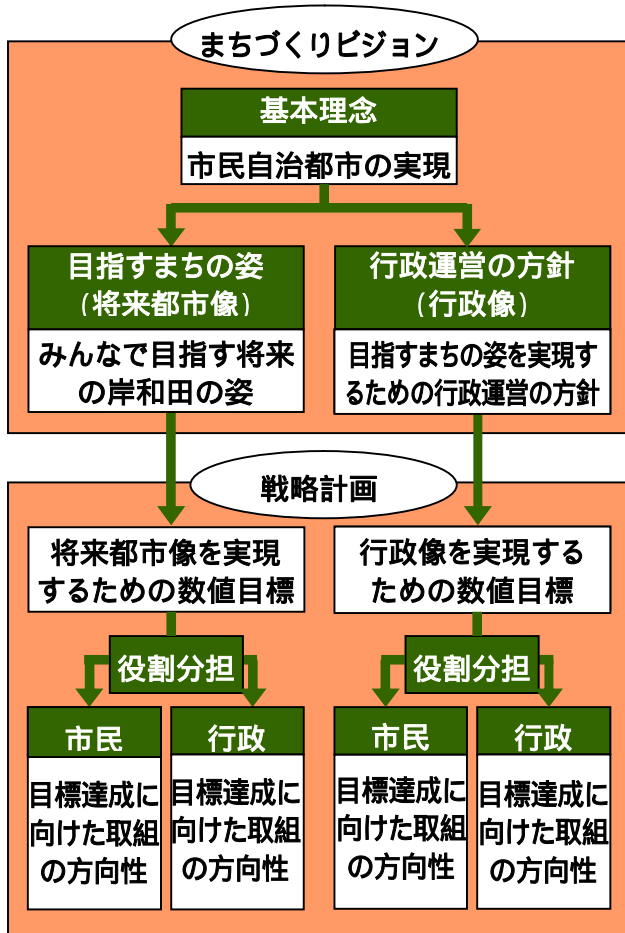 まちづくりビジョン
基本理念
市民自治都市の実現
目指すまちの姿
(将来都市像)
みんなで目指す将来
の岸和田の姿
行政運営の方針
(行政像)
目指すまちの姿を実現す
るための行政運営の方針
戦略計画
将来都市像を実現
するための数値目標
行政像を実現する
ための数値目標
役割分担
市民
目標達成に
向けた取組
の方向性
行政
目標達成に
向けた取組
の方向性
役割分担
市民
目標達成に
向けた取組
の方向性
行政
目標達成に
向けた取組
の方向性